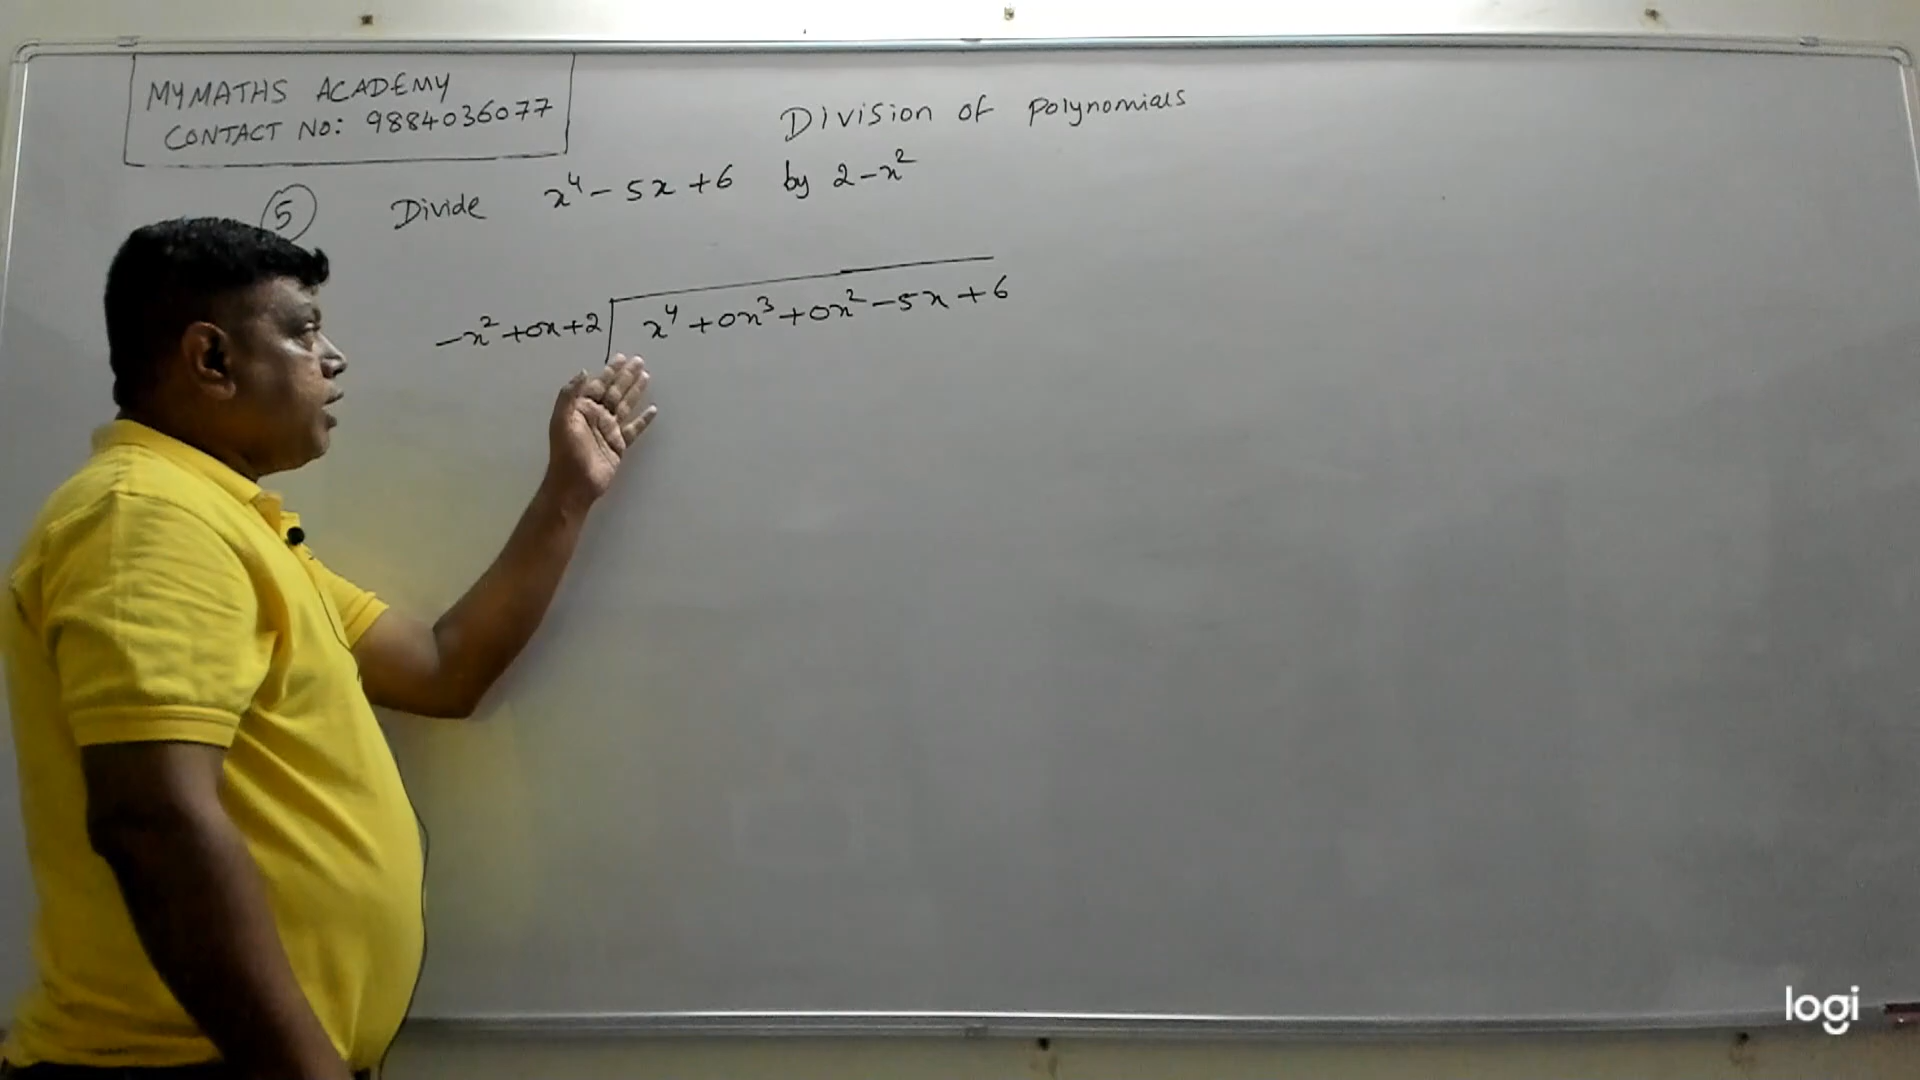 MYMATHS ACADEMY
CONTACT NO: 9884036077
Division of polynomials
5 Divide x⁴ - 5x + 6 by 2 - x²
-x² + 0x + 2 x⁴ + 0x³ + 0x² - 5x + 6
logi